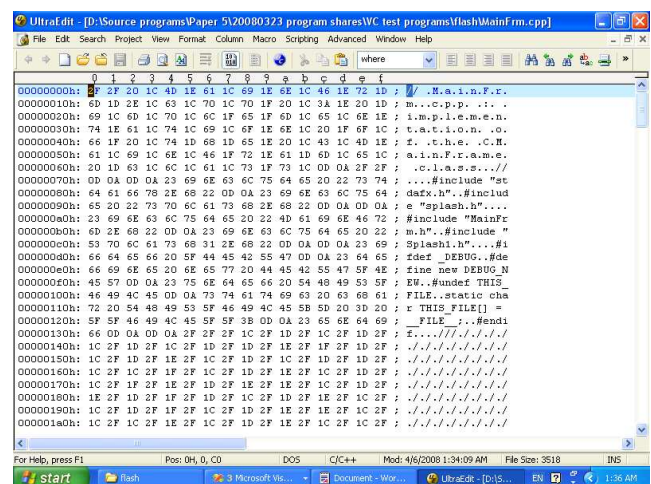 UltraEdit - [D:\Source programs\Paper 5\20080323 program shares\WC test programs\flash\MainFrm.cpp]
File Edit Search Project View Format Column Macro Scripting Advanced Window Help
where
0 1 2 3 4 5 6 7 8 9 a b c d e f
00000000h: 2F 2F 20 1C 4D 1E 61 1C 69 1E 6E 1C 46 1E 72 1D ; // .M.a.i.n.F.r.
00000010h: 6D 1D 2E 1C 63 1C 70 1C 70 1F 20 1C 3A 1E 20 1D ; m...c.p.p. .:. .
00000020h: 69 1C 6D 1C 70 1C 6C 1F 65 1F 6D 1C 65 1C 6E 1E ; i.m.p.l.e.m.e.n.
00000030h: 74 1E 61 1C 74 1C 69 1C 6F 1E 6E 1C 20 1F 6F 1C ; t.a.t.i.o.n. .o.
00000040h: 66 1F 20 1C 74 1D 68 1D 65 1E 20 1C 43 1C 4D 1E ; f. .t.h.e. .C.M.
00000050h: 61 1C 69 1C 6E 1C 46 1F 72 1E 61 1D 6D 1C 65 1C ; a.i.n.F.r.a.m.e.
00000060h: 20 1D 63 1C 6C 1C 61 1C 73 1F 73 1C 0D 0A 2F 2F ;  .c.l.a.s.s...//
00000070h: 0D 0A 0D 0A 23 69 6E 63 6C 75 64 65 20 22 73 74 ; ....#include "st
00000080h: 64 61 66 78 2E 68 22 0D 0A 23 69 6E 63 6C 75 64 ; dafx.h"..#includ
00000090h: 65 20 22 73 70 6C 61 73 68 2E 68 22 0D 0A 0D 0A ; e "splash.h"....
000000a0h: 23 69 6E 63 6C 75 64 65 20 22 4D 61 69 6E 46 72 ; #include "MainFr
000000b0h: 6D 2E 68 22 0D 0A 23 69 6E 63 6C 75 64 65 20 22 ; m.h"..#include "
000000c0h: 53 70 6C 61 73 68 31 2E 68 22 0D 0A 0D 0A 23 69 ; Splash1.h"....#i
000000d0h: 66 64 65 66 20 5F 44 45 42 55 47 0D 0A 23 64 65 ; fdef _DEBUG..#de
000000e0h: 66 69 6E 65 20 6E 65 77 20 44 45 42 55 47 5F 4E ; fine new DEBUG_N
000000f0h: 45 57 0D 0A 23 75 6E 64 65 66 20 54 48 49 53 5F ; EW..#undef THIS_
00000100h: 46 49 4C 45 0D 0A 73 74 61 74 69 63 20 63 68 61 ; FILE..static cha
00000110h: 72 20 54 48 49 53 5F 46 49 4C 45 5B 5D 20 3D 20 ; r THIS_FILE[] =
00000120h: 5F 5F 46 49 4C 45 5F 5F 3B 0D 0A 23 65 6E 64 69 ; __FILE__;..#endi
00000130h: 66 0D 0A 0D 0A 2F 2F 2F 1C 2F 1D 2F 1C 2F 1D 2F ; f....///././././
00000140h: 1C 2F 1D 2F 1C 2F 1D 2F 1C 2F 1D 2F 1E 2F 1F 2F 1D 2F ; ./././././././
00000150h: 1C 2F 1D 2F 1E 2F 1C 2F 1D 2F 1C 2F 1D 2F 1E 2F ; ./././././././
00000160h: 1C 2F 1D 2F 1C 2F 1F 2F 1C 2F 1D 2F 1E 2F 1D 2F ; ./././././././
00000170h: 1C 2F 1F 2F 1E 2F 1D 2F 1D 2F 1E 2F 1C 2F 1D 2F ; ./././././././
00000180h: 1E 2F 1D 2F 1F 2F 1D 2F 1C 2F 1D 2F 1E 2F 1C 2F ; ./././././././
00000190h: 1C 2F 1D 2F 1F 2F 1C 2F 1D 2F 1E 2F 1E 2F 1C 2F ; ./././././././
000001a0h: 1C 2F 1C 2F 1E 2F 1C 2F 1D 2F 1E 2F 1C 2F 1C 2F ; ./././././././
For Help, press F1 Pos: 0H, 0, C0 DOS C/C++ Mod: 4/6/2008 1:34:09 AM File Size: 3518 INS
start flash 3 Microsoft Vis... Document - Wor... UltraEdit - [D:\S... EN 1:36 AM